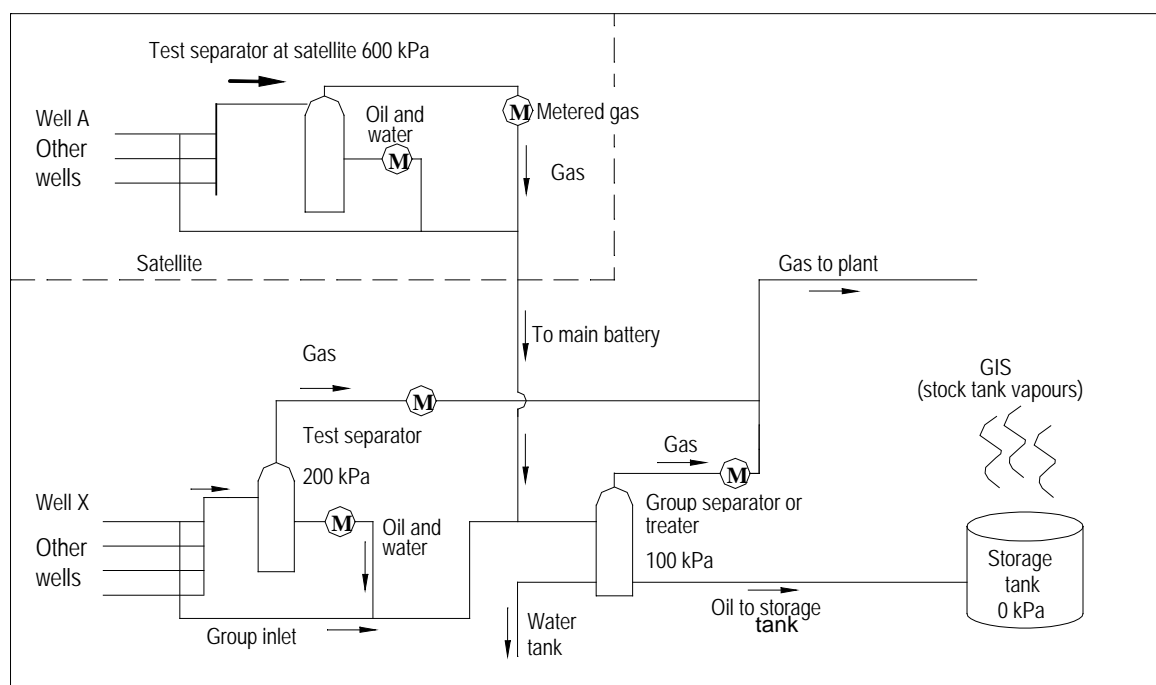 Test separator at satellite 600 kPa
Well A
Other
wells
Oil and
water
M
M
Metered gas
Gas
Satellite
Gas to plant
To main battery
Gas
M
GIS
(stock tank vapours)
Test separator
200 kPa
Gas
M
Well X
Other
wells
M
Oil and
water
Group separator or
treater
100 kPa
Storage
tank
0 kPa
Group inlet
Water
tank
Oil to storage
tank